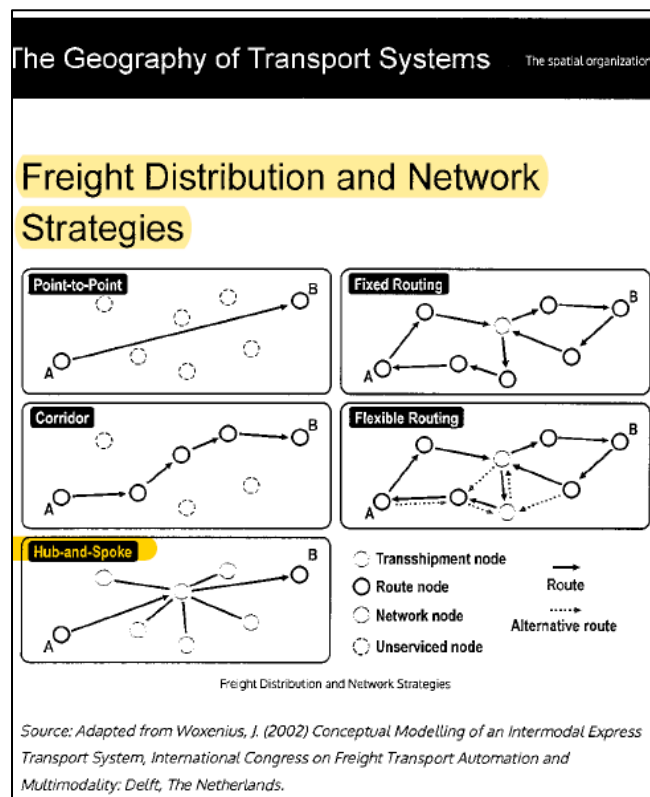 The Geography of Transport Systems The spatial organization
Freight Distribution and Network
Strategies
Point-to-Point
A
B
Fixed Routing
A
B
Corridor
A
B
Flexible Routing
A
B
Hub-and-Spoke
A
B
Transshipment node
Route node
Network node
Unserviced node
Route
Alternative route
Freight Distribution and Network Strategies
Source: Adapted from Woxenius, J. (2002) Conceptual Modelling of an Intermodal Express
Transport System, International Congress on Freight Transport Automation and
Multimodality: Delft, The Netherlands.